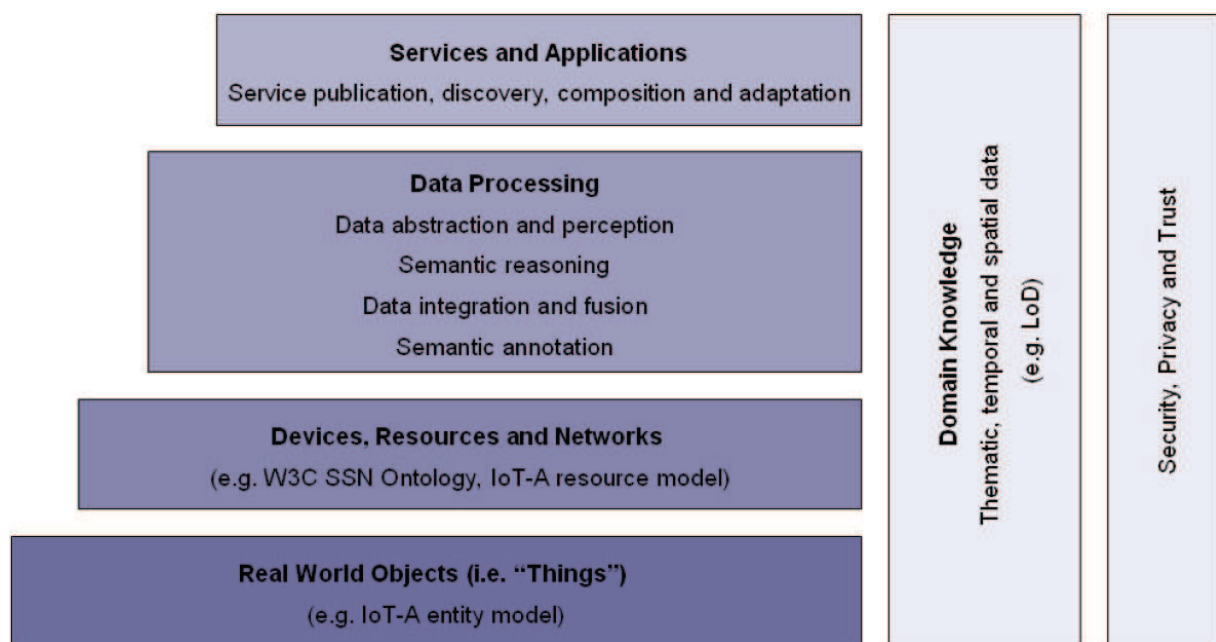 Services and Applications
Service publication, discovery, composition and adaptation
Data Processing
Data abstraction and perception
Semantic reasoning
Data integration and fusion
Semantic annotation
Devices, Resources and Networks
(e.g. W3C SSN Ontology, IoT-A resource model)
Real World Objects (i.e. “Things”)
(e.g. IoT-A entity model)
Domain Knowledge
Thematic, temporal and spatial data
(e.g. LoD)
Security, Privacy and Trust